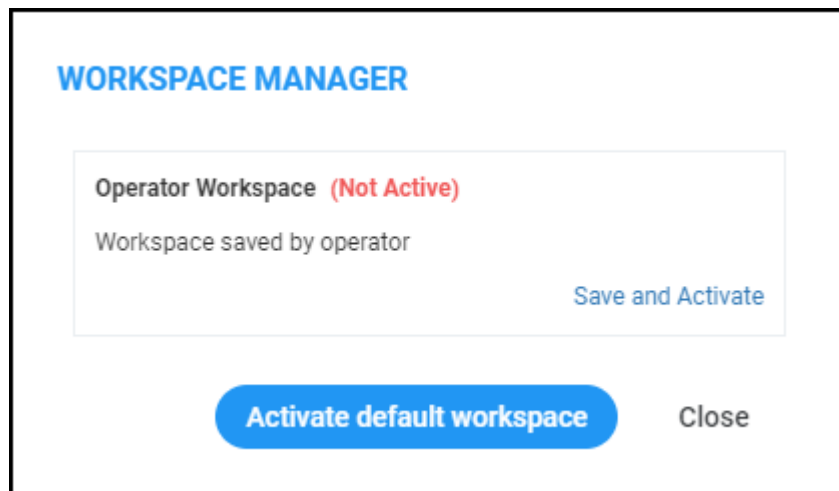 WORKSPACE MANAGER
Operator Workspace (Not Active)
Workspace saved by operator
Save and Activate
Activate default workspace Close